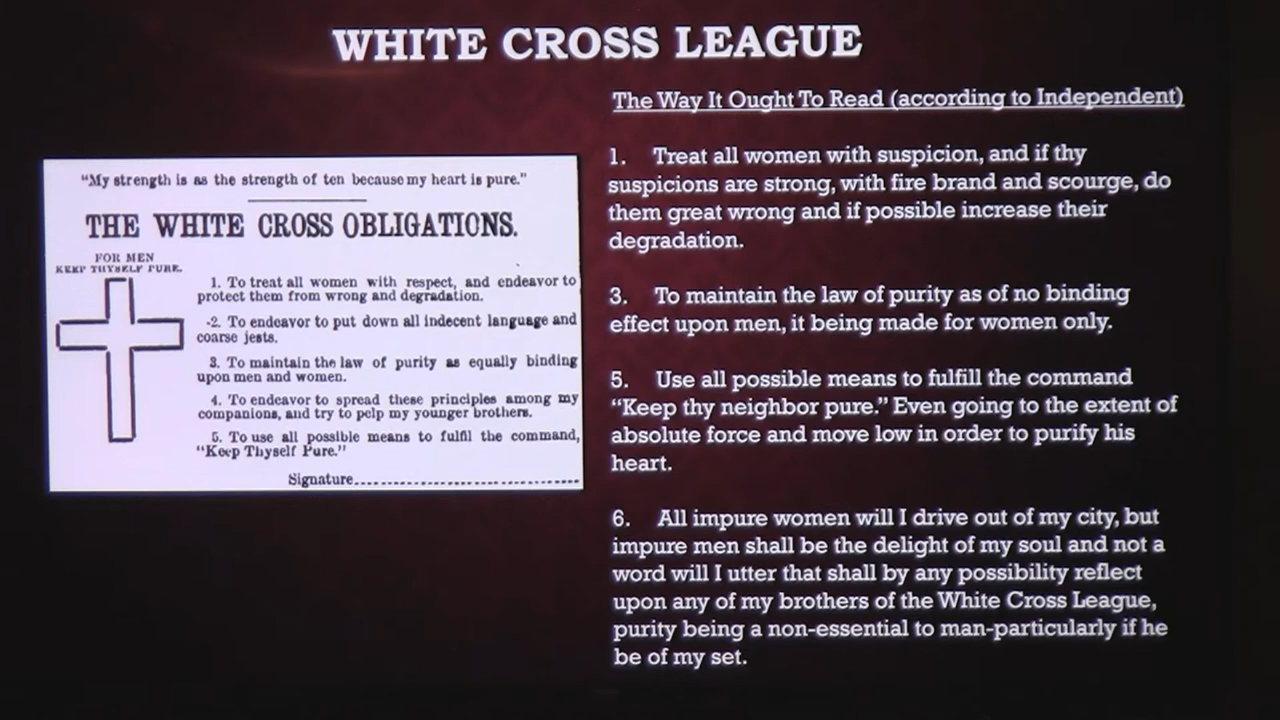 WHITE CROSS LEAGUE
"My strength is as the strength of ten because my heart is pure."
THE WHITE CROSS OBLIGATIONS.
FOR MEN
KEEP THYSELF PURE.
1. To treat all women with respect, and endeavor to
protect them from wrong and degradation.
-2. To endeavor to put down all indecent language and
coarse jests.
3. To maintain the law of purity as equally binding
upon men and women.
4. To endeavor to spread these principles among my
companions, and try to pelp my younger brothers.
5. To use all possible means to fulfil the command,
"Keep Thyself Pure."
Signature
The Way It Ought To Read (according to Independent)
1. Treat all women with suspicion, and if thy
suspicions are strong, with fire brand and scourge, do
them great wrong and if possible increase their
degradation.
3. To maintain the law of purity as of no binding
effect upon men, it being made for women only.
5. Use all possible means to fulfill the command
"Keep thy neighbor pure." Even going to the extent of
absolute force and move low in order to purify his
heart.
6. All impure women will I drive out of my city, but
impure men shall be the delight of my soul and not a
word will I utter that shall by any possibility reflect
upon any of my brothers of the White Cross League,
purity being a non-essential to man-particularly if he
be of my set.